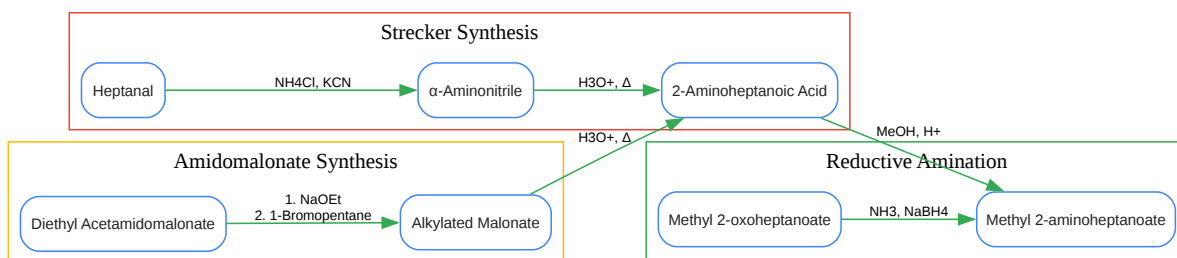 Strecker Synthesis
Heptanal
NH4Cl, KCN
α-Aminonitrile
H3O+, Δ
2-Aminoheptanoic Acid
H3O+, Δ
MeOH, H+
Amidomalonate Synthesis
Diethyl Acetamidomalonate
1. NaOEt
2. 1-Bromopentane
Alkylated Malonate
Reductive Amination
Methyl 2-oxoheptanoate
NH3, NaBH4
Methyl 2-aminoheptanoate